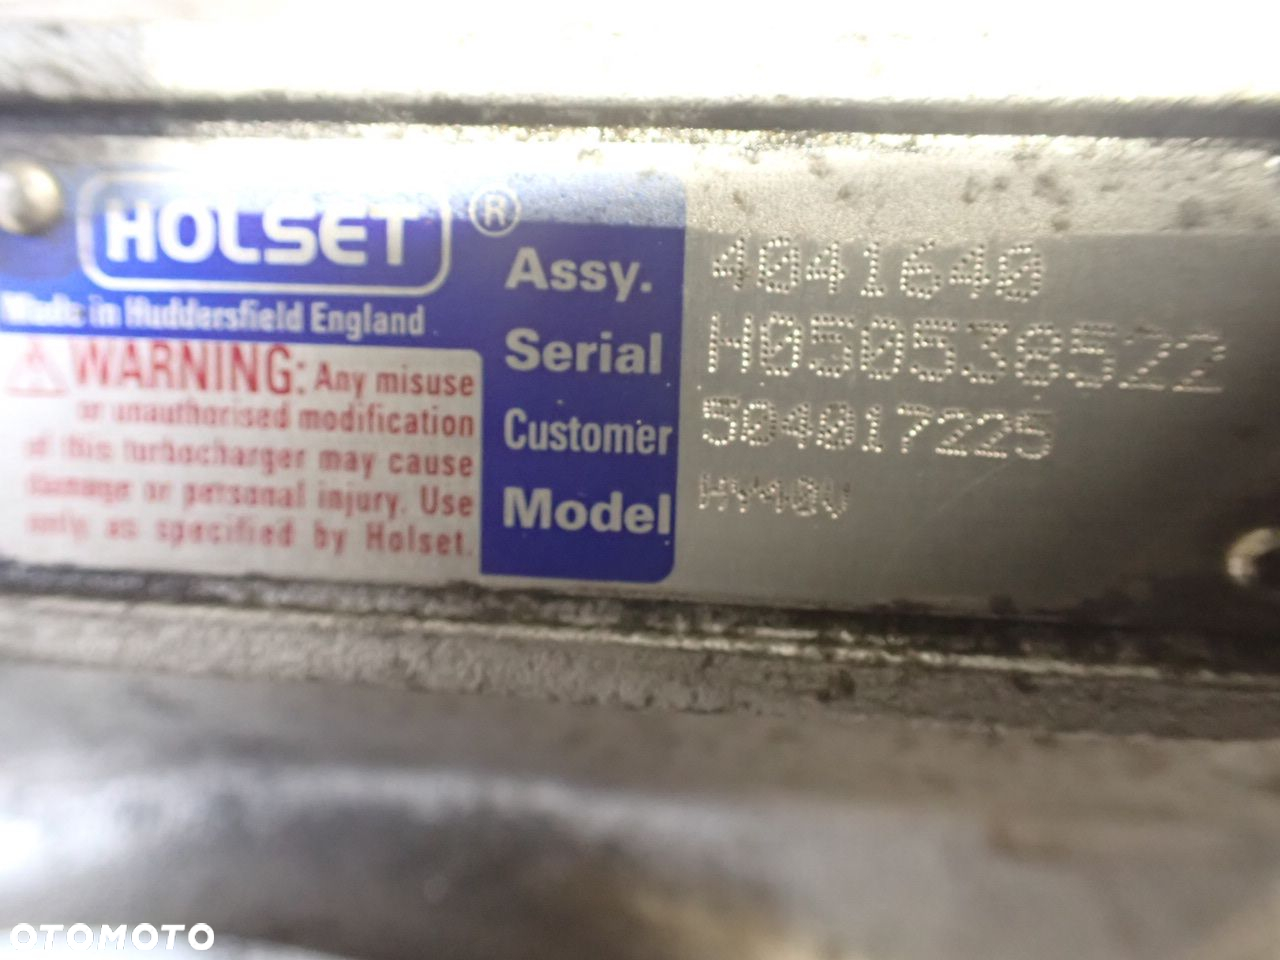 HOLSET ®
Made in Huddersfield England
WARNING: Any misuse
or unauthorised modification
of this turbocharger may cause
damage or personal injury. Use
only as specified by Holset.
Assy. 4041640
Serial H050538522
Customer 504017225
Model HY40V
OTOMOTO